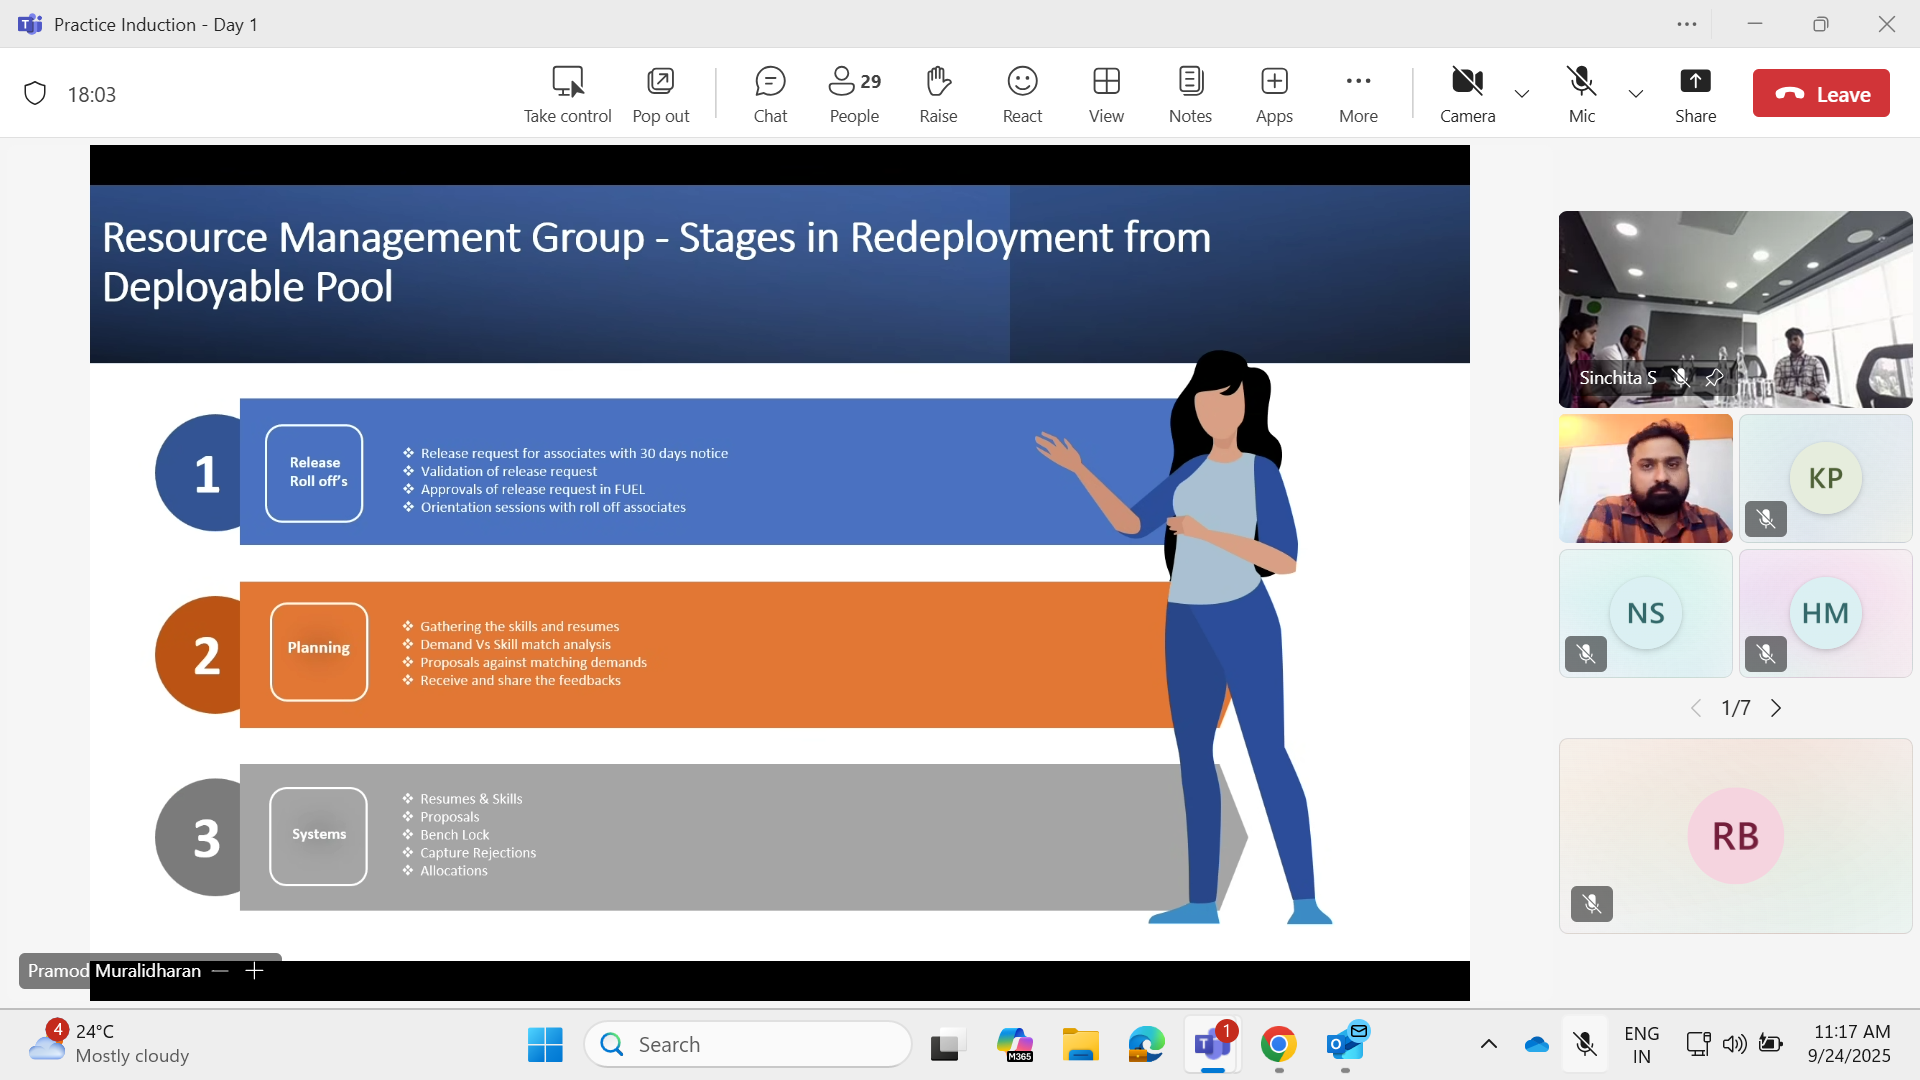 Practice Induction - Day 1
18:03
Take control
Pop out
Chat
29
People
Raise
React
View
Notes
Apps
More
Camera
Mic
Share
Leave
Resource Management Group - Stages in Redeployment from
Deployable Pool
1
Release
Roll off's
❖ Release request for associates with 30 days notice
❖ Validation of release request
❖ Approvals of release request in FUEL
❖ Orientation sessions with roll off associates
2
Planning
❖ Gathering the skills and resumes
❖ Demand Vs Skill match analysis
❖ Proposals against matching demands
❖ Receive and share the feedbacks
3
Systems
❖ Resumes & Skills
❖ Proposals
❖ Bench Lock
❖ Capture Rejections
❖ Allocations
Pramod Muralidharan
Sinchita S
KP
NS
HM
1/7
RB
4
24°C
Mostly cloudy
Search
M365
1
ENG
IN
11:17 AM
9/24/2025